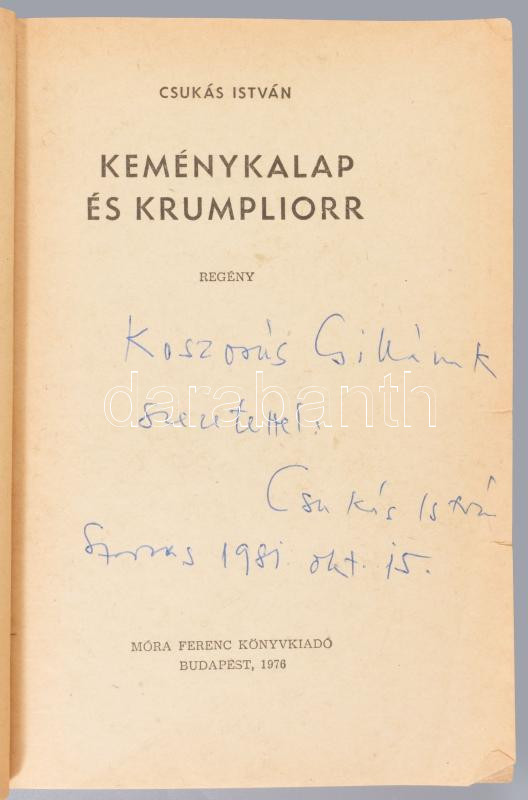 CSUKÁS ISTVÁN
KEMÉNYKALAP
ÉS KRUMPLIORR
REGÉNY
Koszorús Csillának
darabanth
szeretettel:
Csukás István
Szarvas 1981. okt. 15.
MÓRA FERENC KÖNYVKIADÓ
BUDAPEST, 1976